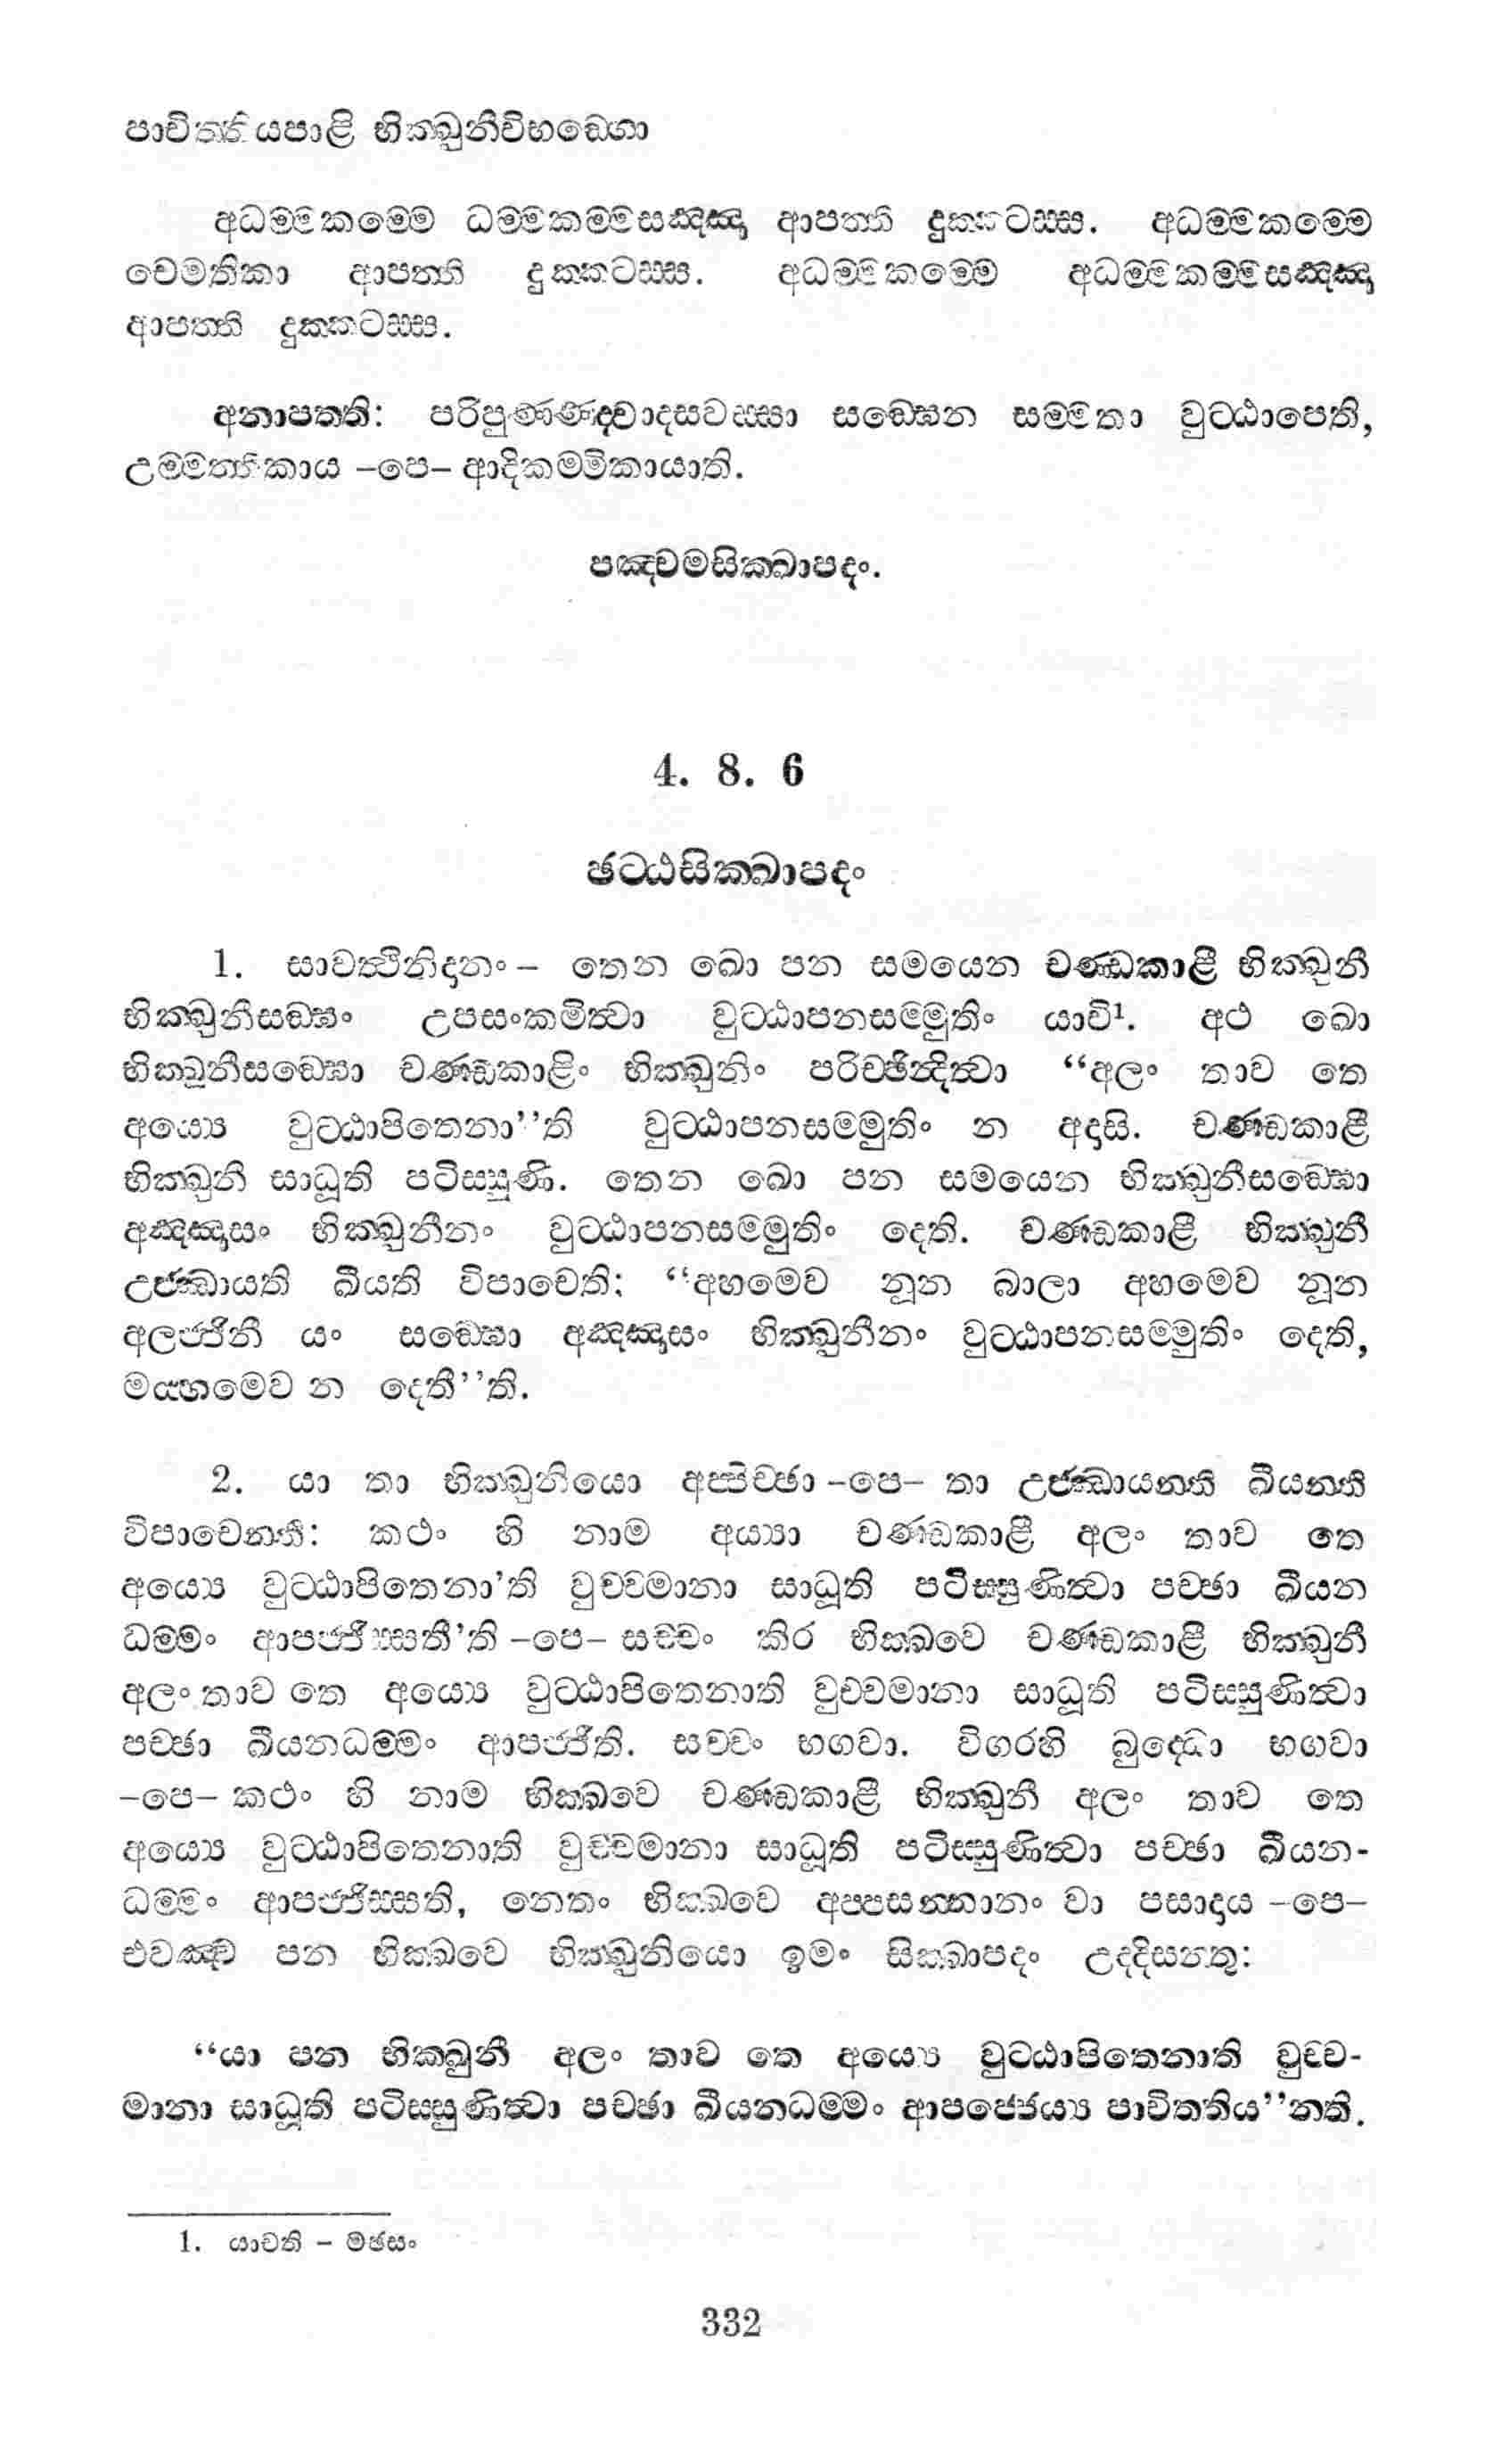 පාචිත්තියපාළි භික්ඛුනීවිභඞ්ගො
අධම්මකම්මෙ ධම්මකම්මසඤ්ඤා ආපත්ති දුක්කටස්ස. අධම්මකම්මෙ
වෙමතිකා ආපත්ති දුක්කටස්ස. අධම්මකම්මෙ අධම්මකම්මසඤ්ඤා
ආපත්ති දුක්කටස්ස.
අනාපත්ති: පරිපුණ්ණද්වාදසවස්සා සඞ්ඝෙන සම්මතා වුට්ඨාපෙති,
උම්මත්තිකාය –පෙ– ආදිකම්මිකායාති.
පඤ්චමසික්ඛාපදං.
4. 8. 6
ඡට්ඨසික්ඛාපදං
1. සාවත්ථිනිදානං – තෙන ඛො පන සමයෙන චණ්ඩකාළී භික්ඛුනී
භික්ඛුනීසඞ්ඝං උපසංකමිත්වා වුට්ඨාපනසම්මුතිං යාචි¹. අථ ඛො
භික්ඛුනීසඞ්ඝො චණ්ඩකාළිං භික්ඛුනිං පරිච්ඡින්දිත්වා “අලං තාව තෙ
අය්‍යෙ වුට්ඨාපිතෙනා’’ති වුට්ඨාපනසම්මුතිං න අදාසි. චණ්ඩකාළී
භික්ඛුනී සාධූති පටිස්සුණි. තෙන ඛො පන සමයෙන භික්ඛුනීසඞ්ඝො
අඤ්ඤාසං භික්ඛුනීනං වුට්ඨාපනසම්මුතිං දෙති. චණ්ඩකාළී භික්ඛුනී
උජ්ඣායති ඛීයති විපාචෙති: “අහමෙව නූන බාලා අහමෙව නූන
අලජ්ජිනී යං සඞ්ඝො අඤ්ඤාසං භික්ඛුනීනං වුට්ඨාපනසම්මුතිං දෙති,
මය්හමෙව න දෙතී’’ති.
2. යා තා භික්ඛුනියො අප්පිච්ඡා –පෙ– තා උජ්ඣායන්ති ඛීයන්ති
විපාචෙන්ති: කථං හි නාම අය්‍යා චණ්ඩකාළී අලං තාව තෙ
අය්‍යෙ වුට්ඨාපිතෙනා’ති වුච්චමානා සාධූති පටිස්සුණිත්වා පච්ඡා ඛීයන
ධම්මං ආපජ්ජිස්සතී’ති –පෙ– සච්චං කිර භික්ඛවෙ චණ්ඩකාළී භික්ඛුනී
අලං තාව තෙ අය්‍යෙ වුට්ඨාපිතෙනාති වුච්චමානා සාධූති පටිස්සුණිත්වා
පච්ඡා ඛීයනධම්මං ආපජ්ජීති. සච්චං භගවා. විගරහි බුද්ධො භගවා
–පෙ– කථං හි නාම භික්ඛවෙ චණ්ඩකාළී භික්ඛුනී අලං තාව තෙ
අය්‍යෙ වුට්ඨාපිතෙනාති වුච්චමානා සාධූති පටිස්සුණිත්වා පච්ඡා ඛීයන-
ධම්මං ආපජ්ජිස්සති, නෙතං භික්ඛවෙ අප්පසන්නානං වා පසාදාය –පෙ–
එවඤ්ච පන භික්ඛවෙ භික්ඛුනියො ඉමං සික්ඛාපදං උද්දිසන්තු:
“යා පන භික්ඛුනී අලං තාව තෙ අය්‍යෙ වුට්ඨාපිතෙනාති වුච්ච-
මානා සාධූති පටිස්සුණිත්වා පච්ඡා ඛීයනධම්මං ආපජ්ජෙය්‍ය පාචිත්තිය’’න්ති.
1. යාචති – මඡසං
332